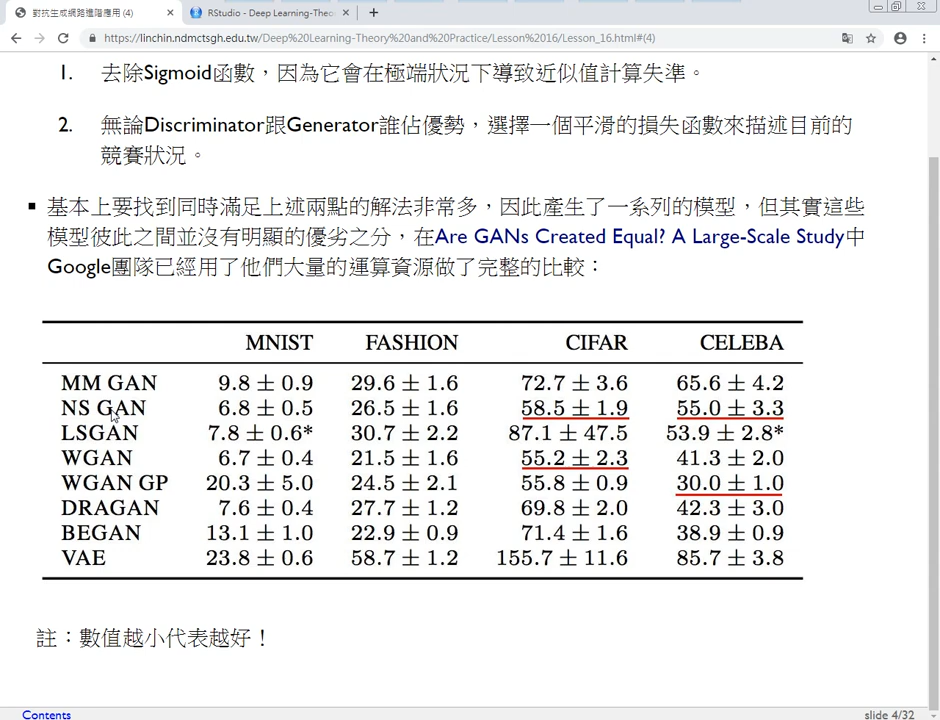 對抗生成網路進階應用 (4)
RStudio - Deep Learning-Theo
https://linchin.ndmctsgh.edu.tw/Deep%20Learning-Theory%20and%20Practice/Lesson%2016/Lesson_16.html#(4)
1. 去除Sigmoid函數，因為它會在極端狀況下導致近似值計算失準。
2. 無論Discriminator跟Generator誰佔優勢，選擇一個平滑的損失函數來描述目前的
競賽狀況。
基本上要找到同時滿足上述兩點的解法非常多，因此產生了一系列的模型，但其實這些
模型彼此之間並沒有明顯的優劣之分，在Are GANs Created Equal? A Large-Scale Study中
Google團隊已經用了他們大量的運算資源做了完整的比較：
MNIST FASHION CIFAR CELEBA
MM GAN 9.8 ± 0.9 29.6 ± 1.6 72.7 ± 3.6 65.6 ± 4.2
NS GAN 6.8 ± 0.5 26.5 ± 1.6 58.5 ± 1.9 55.0 ± 3.3
LSGAN 7.8 ± 0.6* 30.7 ± 2.2 87.1 ± 47.5 53.9 ± 2.8*
WGAN 6.7 ± 0.4 21.5 ± 1.6 55.2 ± 2.3 41.3 ± 2.0
WGAN GP 20.3 ± 5.0 24.5 ± 2.1 55.8 ± 0.9 30.0 ± 1.0
DRAGAN 7.6 ± 0.4 27.7 ± 1.2 69.8 ± 2.0 42.3 ± 3.0
BEGAN 13.1 ± 1.0 22.9 ± 0.9 71.4 ± 1.6 38.9 ± 0.9
VAE 23.8 ± 0.6 58.7 ± 1.2 155.7 ± 11.6 85.7 ± 3.8
註：數值越小代表越好！
Contents
slide 4/32